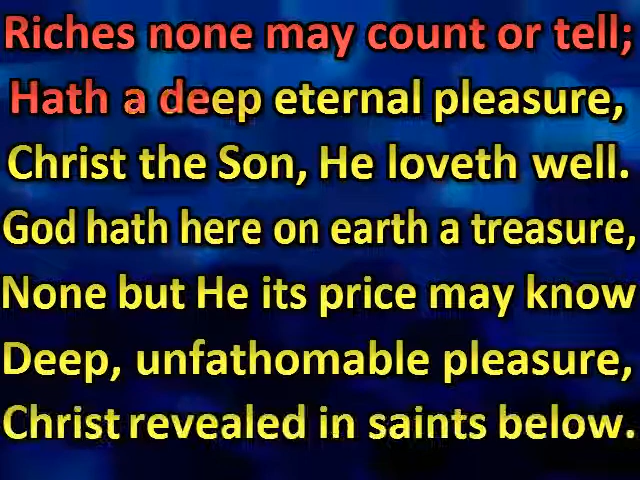 Riches none may count or tell;
Hath a deep eternal pleasure,
Christ the Son, He loveth well.
God hath here on earth a treasure,
None but He its price may know
Deep, unfathomable pleasure,
Christ revealed in saints below.